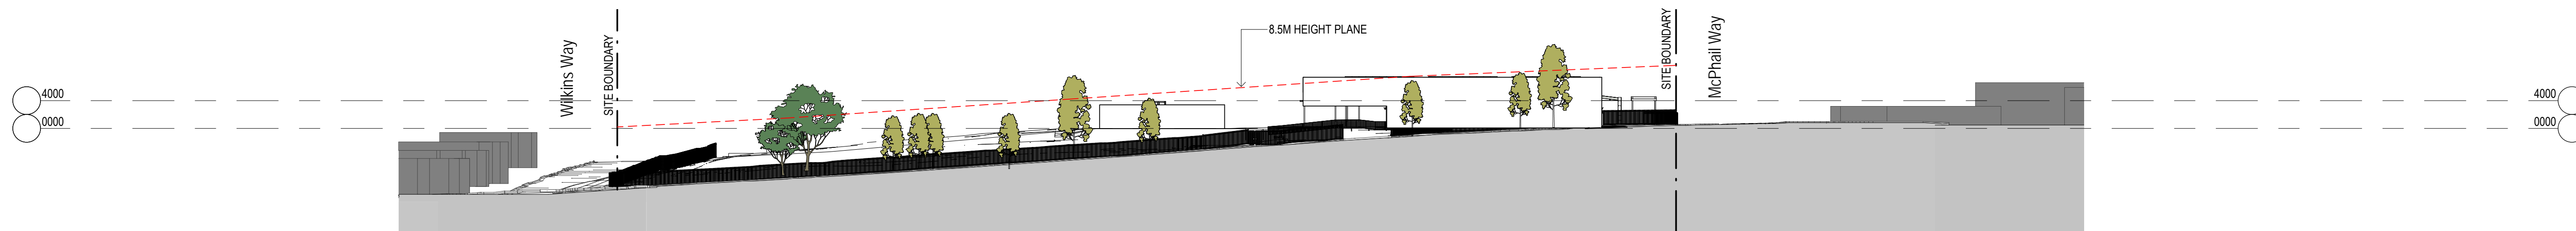 4000
0000
Wilkins Way
SITE BOUNDARY
8.5M HEIGHT PLANE
SITE BOUNDARY
McPhail Way
4000
0000